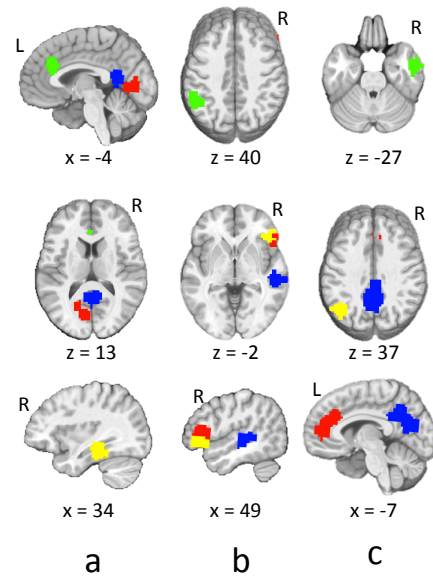 L
R
R
x = -4
z = 40
z = -27
R
R
R
z = 13
z = -2
z = 37
R
R
L
x = 34
x = 49
x = -7
a
b
c